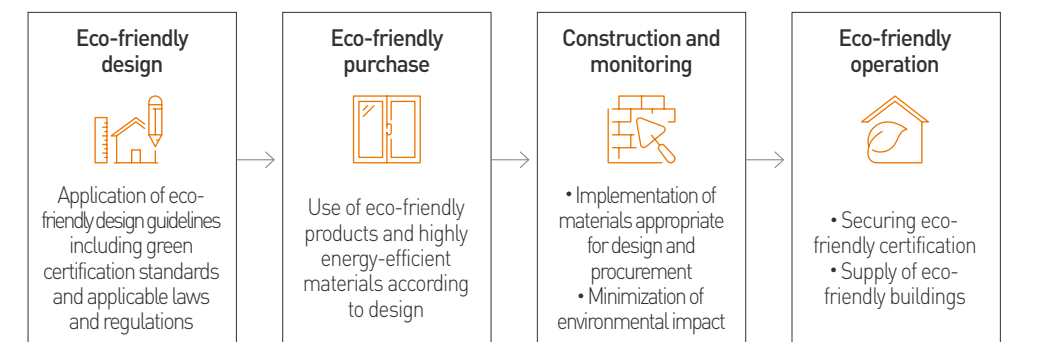 Eco-friendly
design
Application of eco-
friendly design guidelines
including green
certification standards
and applicable laws
and regulations
Eco-friendly
purchase
Use of eco-friendly
products and highly
energy-efficient
materials according
to design
Construction and
monitoring
• Implementation of
materials appropriate
for design and
procurement
• Minimization of
environmental impact
Eco-friendly
operation
• Securing eco-
friendly certification
• Supply of eco-
friendly buildings